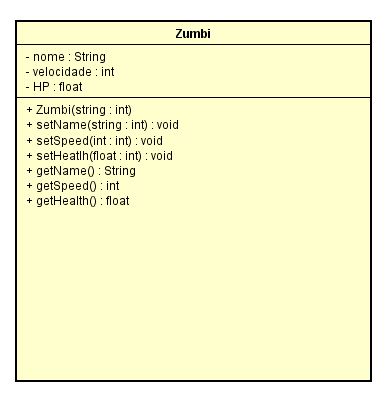 Zumbi
- nome : String
- velocidade : int
- HP : float
+ Zumbi(string : int)
+ setName(string : int) : void
+ setSpeed(int : int) : void
+ setHeatlh(float : int) : void
+ getName() : String
+ getSpeed() : int
+ getHealth() : float